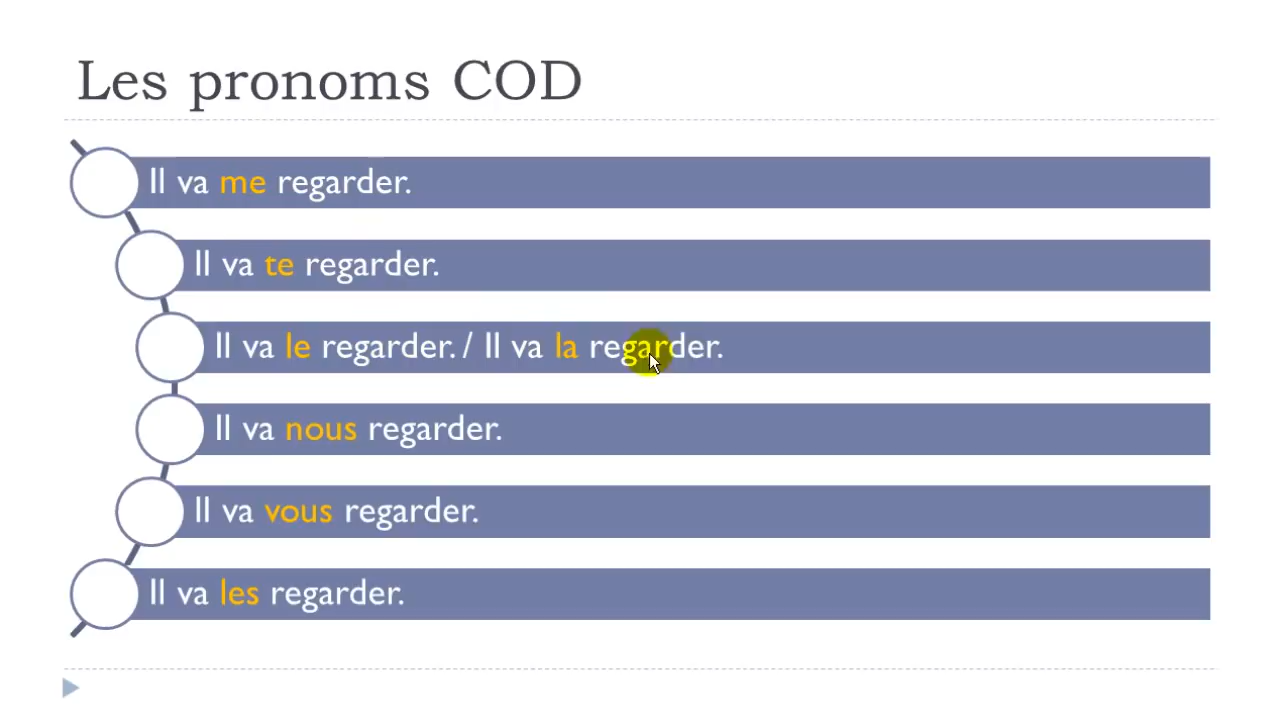 Les pronoms COD
Il va me regarder.
Il va te regarder.
Il va le regarder. / Il va la regarder.
Il va nous regarder.
Il va vous regarder.
Il va les regarder.